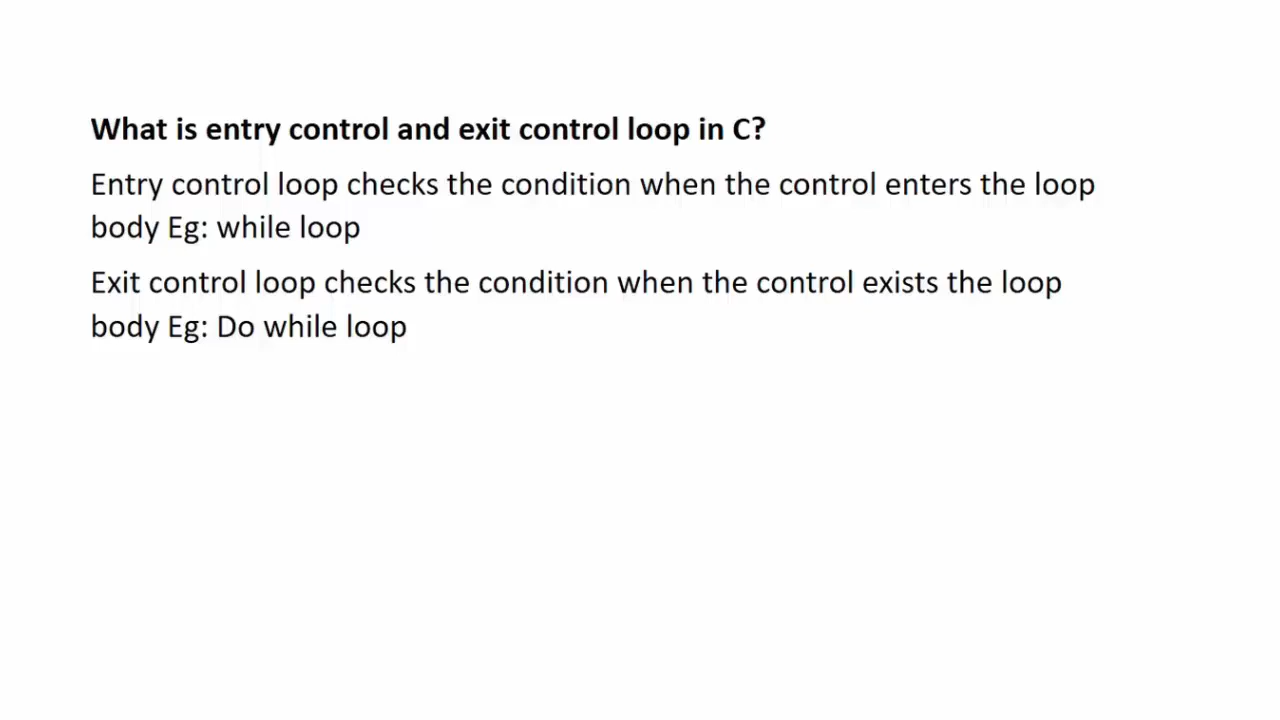 What is entry control and exit control loop in C?
Entry control loop checks the condition when the control enters the loop
body Eg: while loop
Exit control loop checks the condition when the control exists the loop
body Eg: Do while loop